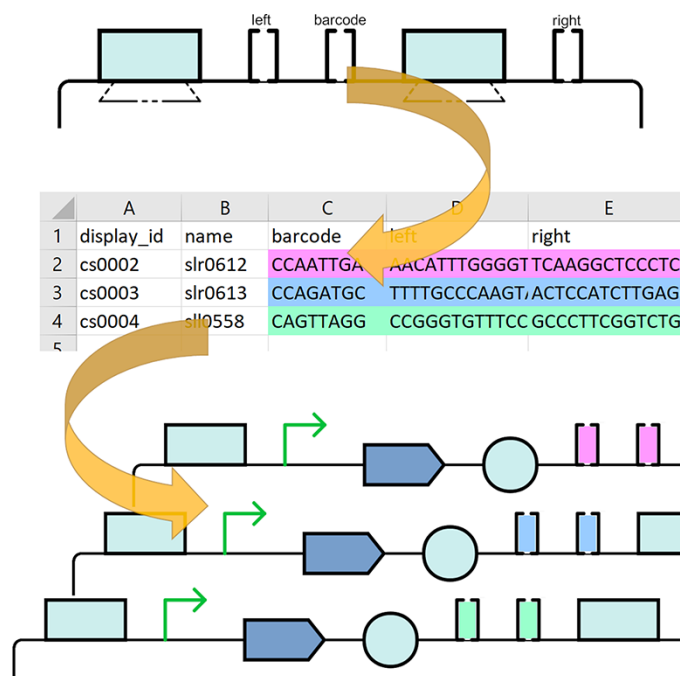 left barcode right
A B C D E
1 display_id name barcode left right
2 cs0002 slr0612 CCAATTGA AACATTTGGGGT TCAAGGCTCCCTC
3 cs0003 slr0613 CCAGATGC TTTTGCCCAAGT ACTCCATCTTGAG
4 cs0004 sll0558 CAGTTAGG CCGGGTGTTTCC GCCCTTCGGTCTG
5